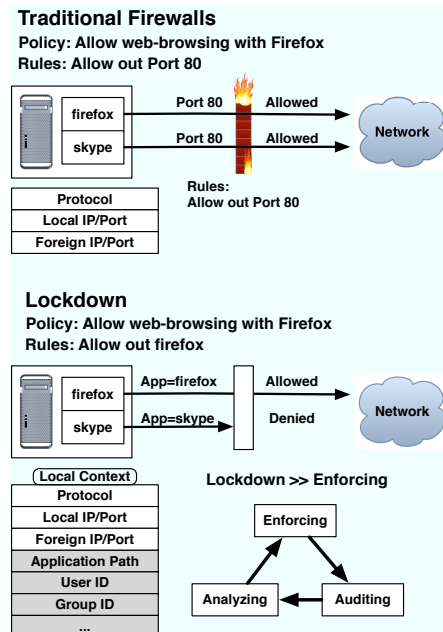 Traditional Firewalls
Policy: Allow web-browsing with Firefox
Rules: Allow out Port 80
firefox
Port 80
Allowed
skype
Port 80
Allowed
Network
Rules:
Allow out Port 80
Protocol
Local IP/Port
Foreign IP/Port
Lockdown
Policy: Allow web-browsing with Firefox
Rules: Allow out firefox
firefox
App=firefox
Allowed
skype
App=skype
Denied
Network
Local Context
Protocol
Local IP/Port
Foreign IP/Port
Application Path
User ID
Group ID
...
Lockdown >> Enforcing
Enforcing
Analyzing
Auditing